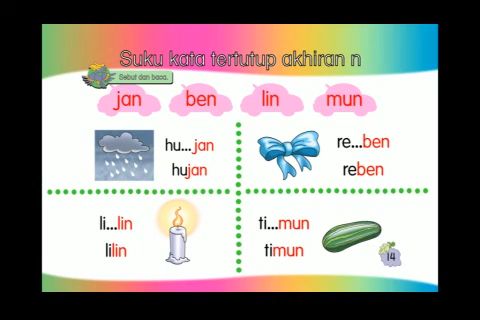 Suku kata tertutup akhiran n
Sebut dan baca.
jan ben lin mun
hu...jan
hujan
re...ben
reben
li...lin
lilin
ti...mun
timun
14